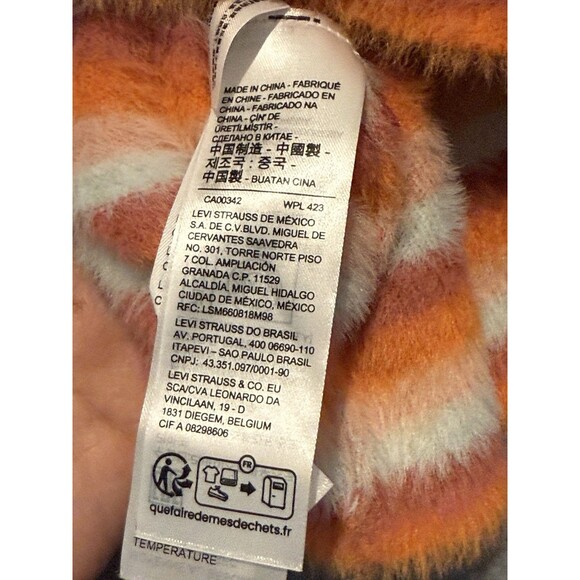 MADE IN CHINA - FABRIQUÉ
EN CHINE - FABRICADO EN
CHINA - FABRICADO NA
CHINA - ÇİN' DE
ÜRETİLMİŞTİR -
СДЕЛАНО В КИТАЕ -
中国制造 - 中國製 -
제조국 : 중국 -
中国製 - BUATAN CINA
CA00342 WPL 423
LEVI STRAUSS DE MÉXICO
S.A. DE C.V.BLVD. MIGUEL DE
CERVANTES SAAVEDRA
NO. 301, TORRE NORTE PISO
7 COL. AMPLIACIÓN
GRANADA C.P. 11529
ALCALDÍA. MIGUEL HIDALGO
CIUDAD DE MÉXICO, MÉXICO
RFC: LSM660818M98
LEVI STRAUSS DO BRASIL
AV. PORTUGAL, 400 06690-110
ITAPEVI – SAO PAULO BRASIL
CNPJ: 43.351.097/0001-90
LEVI STRAUSS & CO. EU
SCA/CVA LEONARDO DA
VINCILAAN, 19 - D
1831 DIEGEM, BELGIUM
CIF A 08298606
FR
quefairedemesdechets.fr
TEMPERATURE